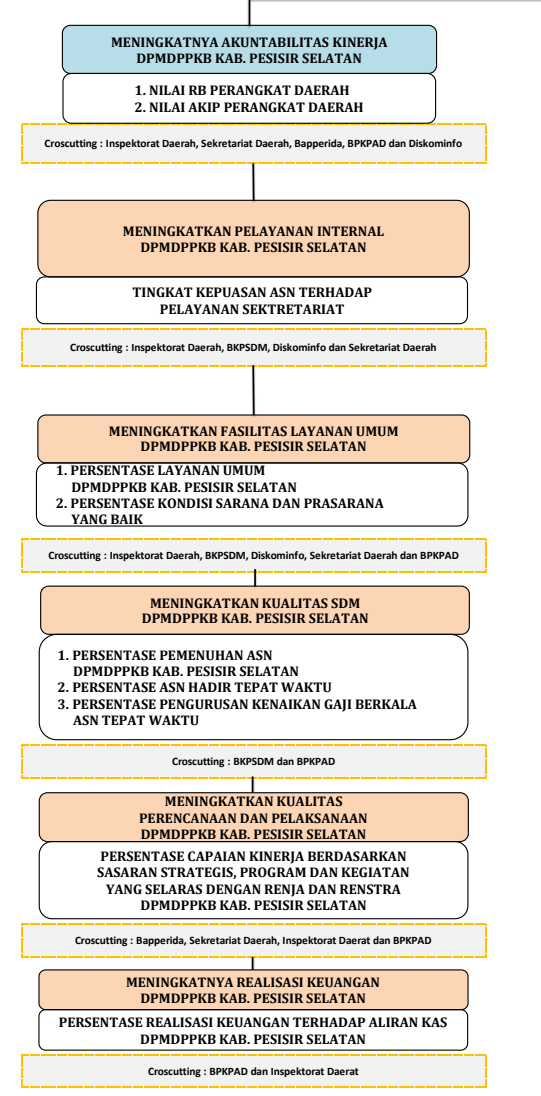 MENINGKATNYA AKUNTABILITAS KINERJA
DPMDPPKB KAB. PESISIR SELATAN
1. NILAI RB PERANGKAT DAERAH
2. NILAI AKIP PERANGKAT DAERAH
Croscutting : Inspektorat Daerah, Sekretariat Daerah, Bapperida, BPKPAD dan Diskominfo
MENINGKATKAN PELAYANAN INTERNAL
DPMDPPKB KAB. PESISIR SELATAN
TINGKAT KEPUASAN ASN TERHADAP
PELAYANAN SEKTRETARIAT
Croscutting : Inspektorat Daerah, BKPSDM, Diskominfo dan Sekretariat Daerah
MENINGKATKAN FASILITAS LAYANAN UMUM
DPMDPPKB KAB. PESISIR SELATAN
1. PERSENTASE LAYANAN UMUM
DPMDPPKB KAB. PESISIR SELATAN
2. PERSENTASE KONDISI SARANA DAN PRASARANA
YANG BAIK
Croscutting : Inspektorat Daerah, BKPSDM, Diskominfo, Sekretariat Daerah dan BPKPAD
MENINGKATKAN KUALITAS SDM
DPMDPPKB KAB. PESISIR SELATAN
1. PERSENTASE PEMENUHAN ASN
DPMDPPKB KAB. PESISIR SELATAN
2. PERSENTASE ASN HADIR TEPAT WAKTU
3. PERSENTASE PENGURUSAN KENAIKAN GAJI BERKALA
ASN TEPAT WAKTU
Croscutting : BKPSDM dan BPKPAD
MENINGKATKAN KUALITAS
PERENCANAAN DAN PELAKSANAAN
DPMDPPKB KAB. PESISIR SELATAN
PERSENTASE CAPAIAN KINERJA BERDASARKAN
SASARAN STRATEGIS, PROGRAM DAN KEGIATAN
YANG SELARAS DENGAN RENJA DAN RENSTRA
DPMDPPKB KAB. PESISIR SELATAN
Croscutting : Bapperida, Sekretariat Daerah, Inspektorat Daerat dan BPKPAD
MENINGKATNYA REALISASI KEUANGAN
DPMDPPKB KAB. PESISIR SELATAN
PERSENTASE REALISASI KEUANGAN TERHADAP ALIRAN KAS
DPMDPPKB KAB. PESISIR SELATAN
Croscutting : BPKPAD dan Inspektorat Daerat